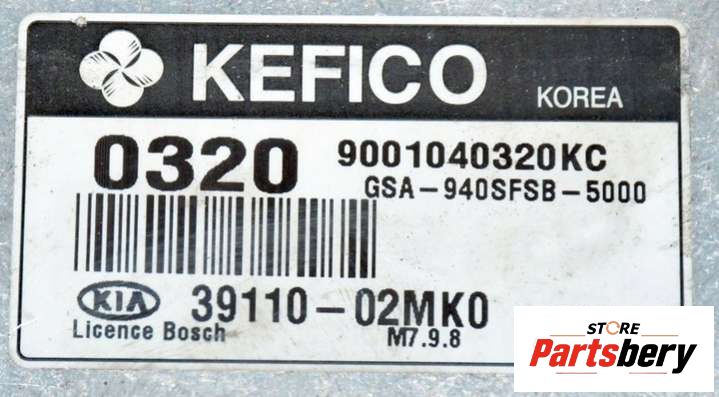 KEFICO KOREA
0320 9001040320KC
GSA-940SFSB-5000
KIA 39110-02MK0
Licence Bosch M7.9.8
STORE
Partsbery